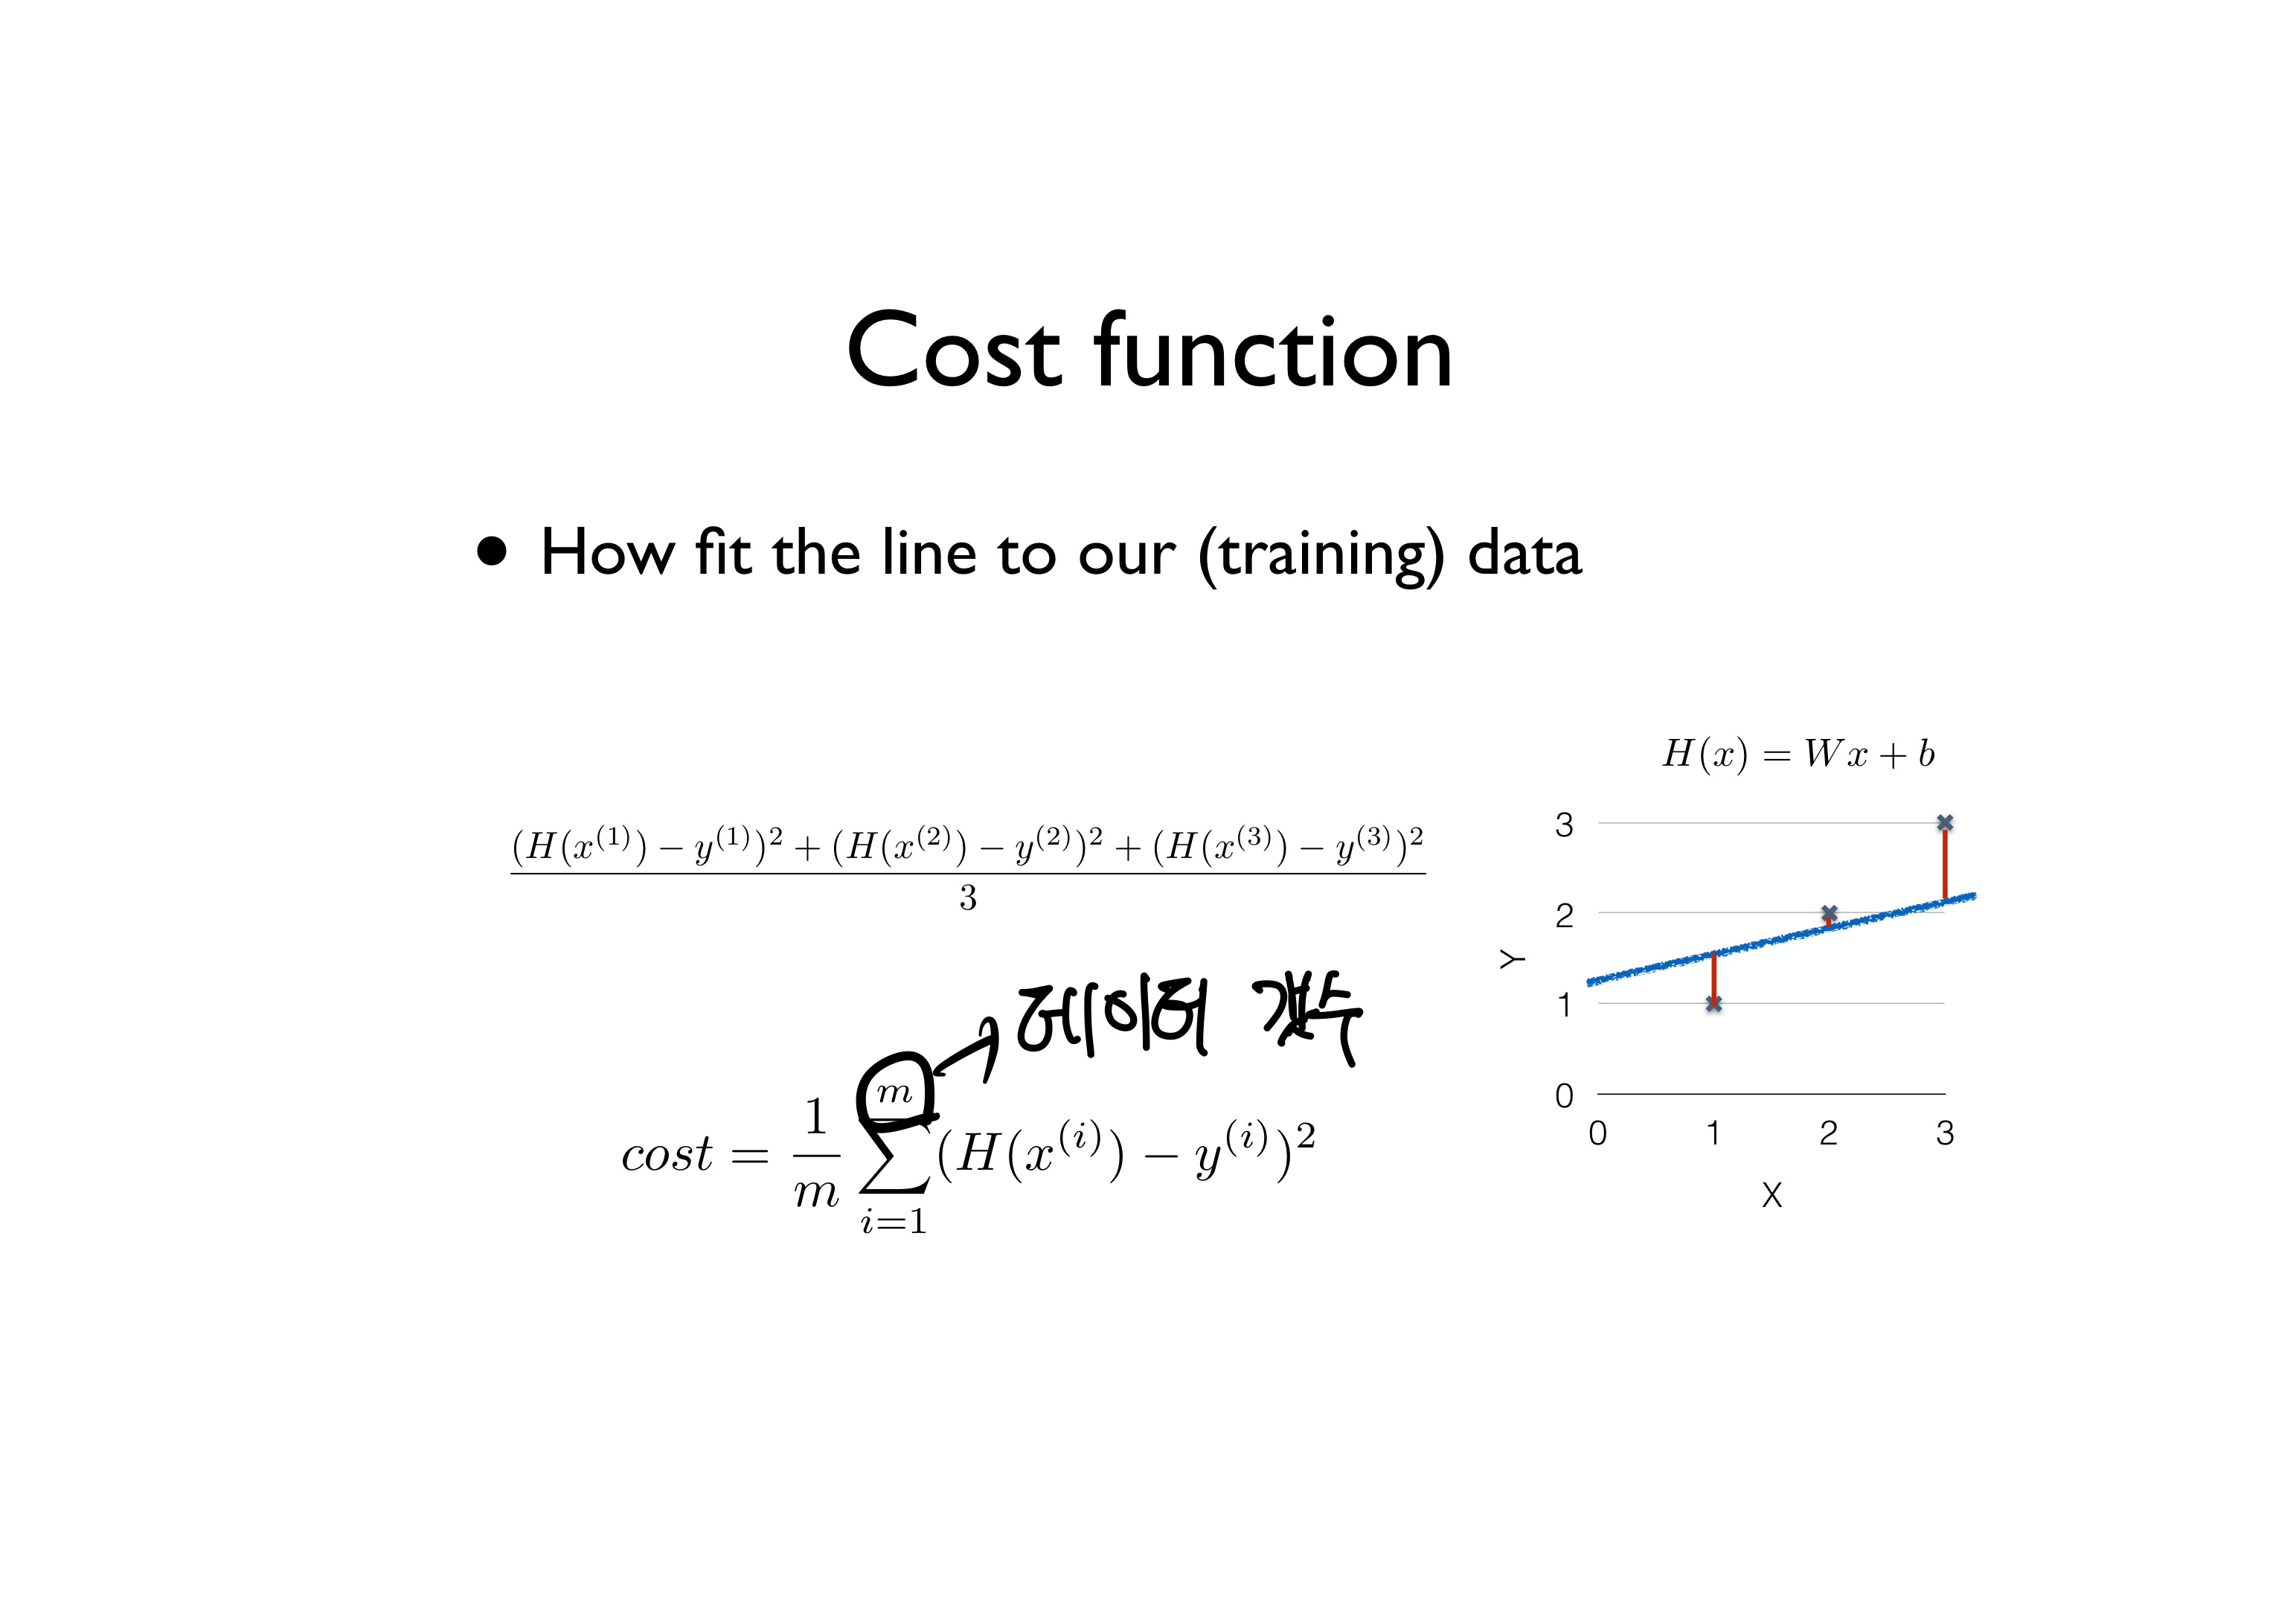 Cost function
• How fit the line to our (training) data
H(x) = Wx + b
\frac{(H(x^{(1)}) - y^{(1)})^2 + (H(x^{(2)}) - y^{(2)})^2 + (H(x^{(3)}) - y^{(3)})^2}{3}
데이터 갯수
cost = \frac{1}{m} \sum_{i=1}^{m} (H(x^{(i)}) - y^{(i)})^2
3
2
1
0
Y
0 1 2 3
X